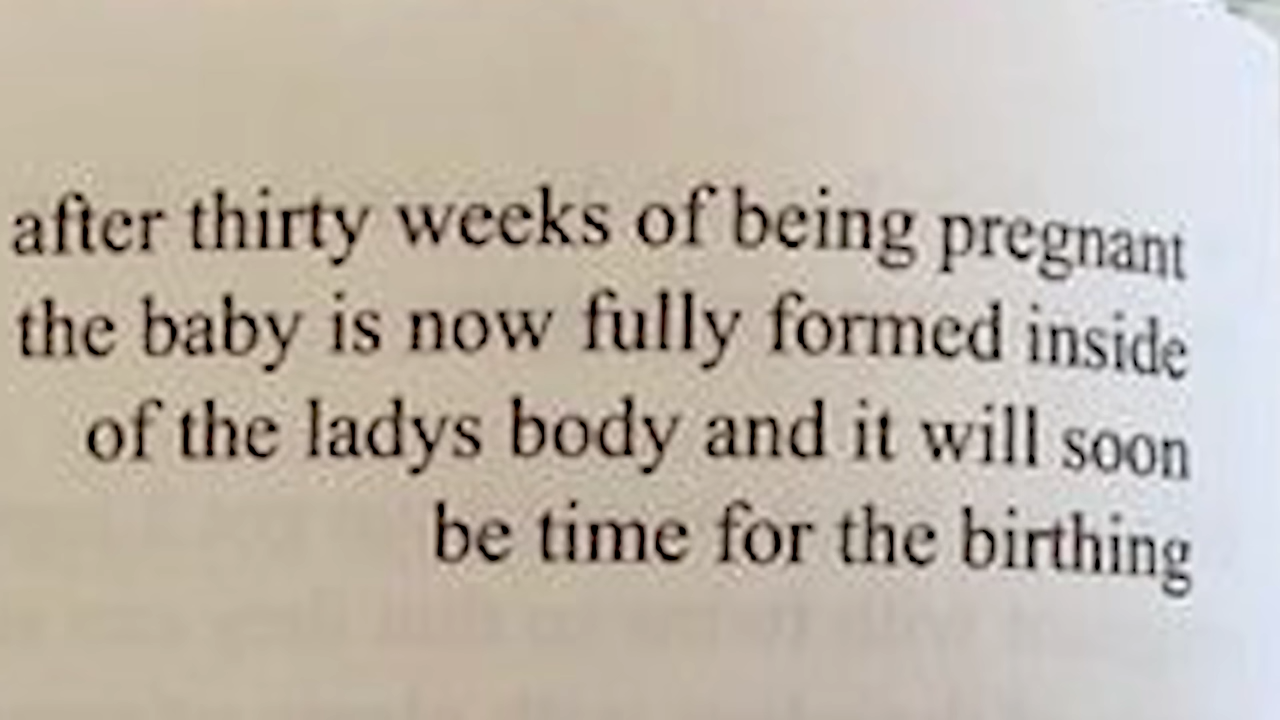 after thirty weeks of being pregnant
the baby is now fully formed inside
of the ladys body and it will soon
be time for the birthing